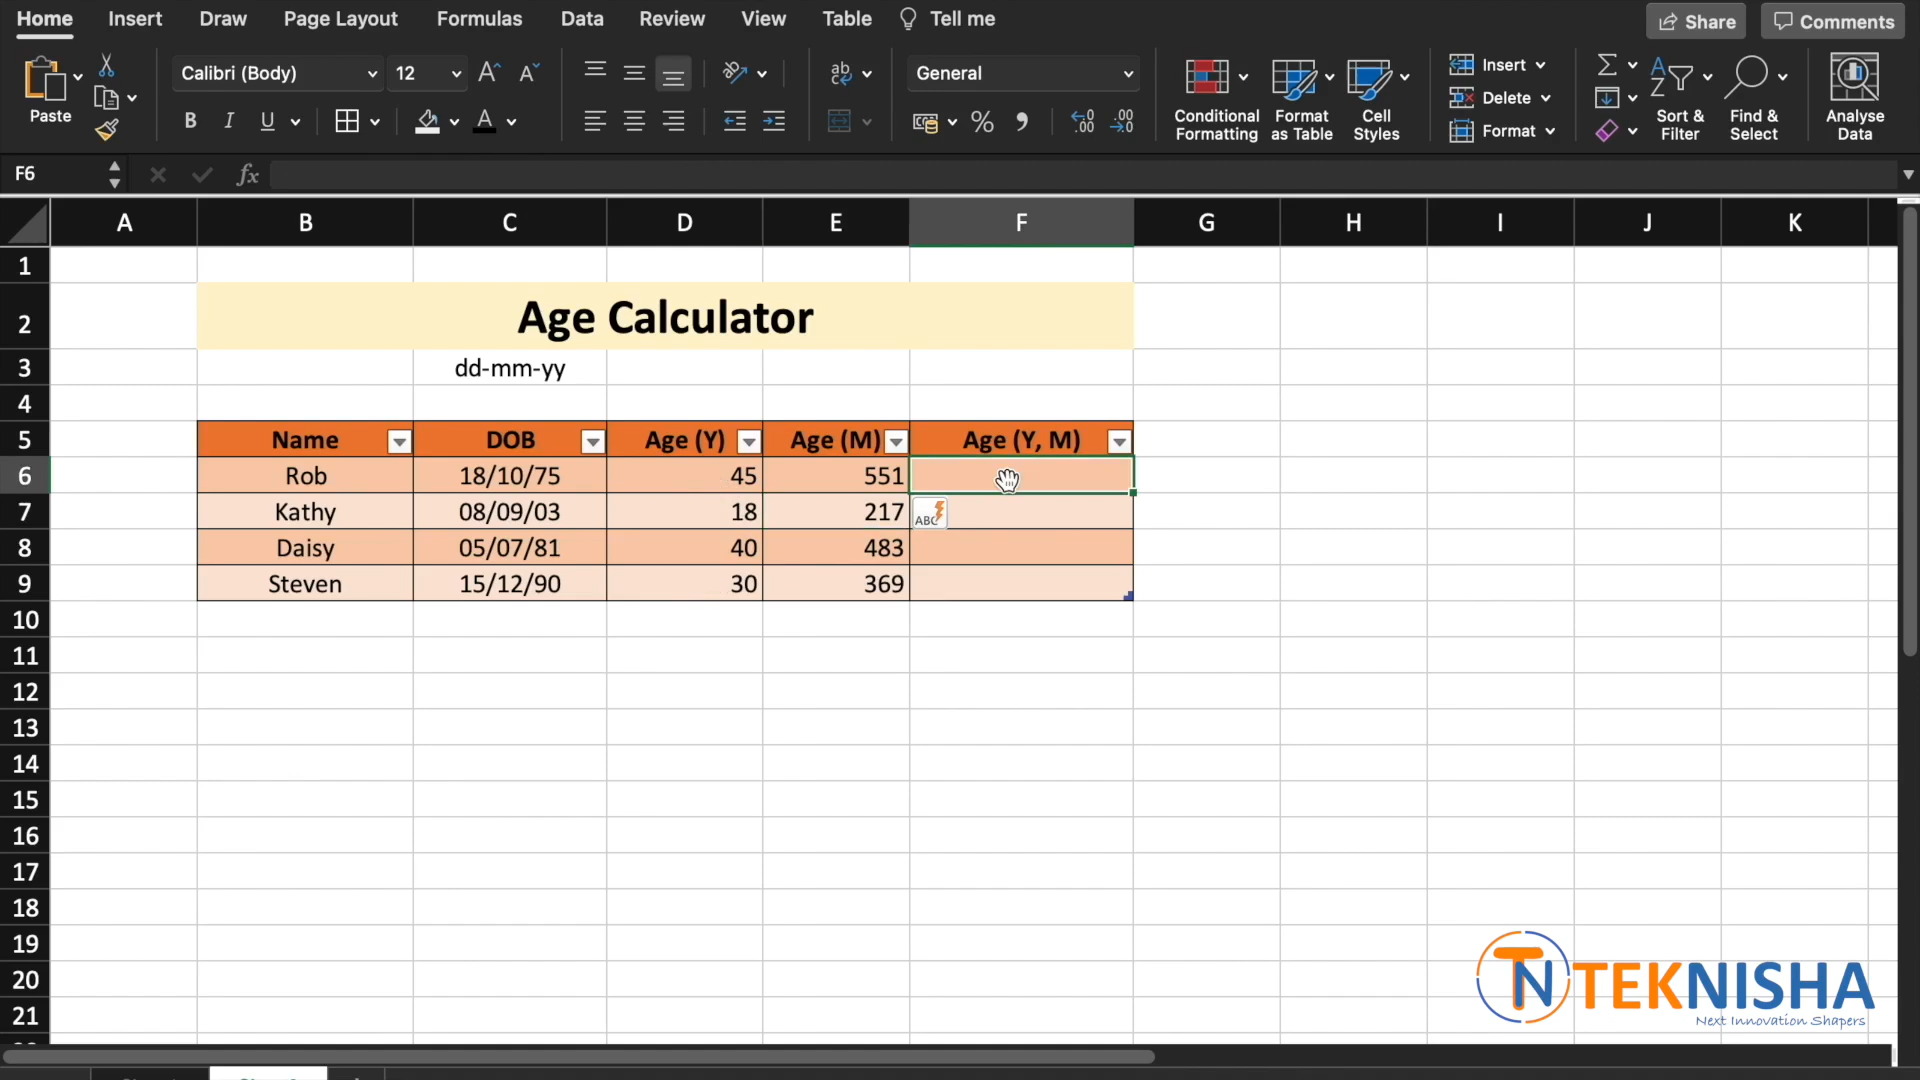 Home Insert Draw Page Layout Formulas Data Review View Table Tell me Share Comments
Paste Calibri (Body) 12 General Conditional Formatting Format as Table Cell Styles Insert Delete Format Sort & Filter Find & Select Analyse Data
F6 fx
A B C D E F G H I J K
1
2 Age Calculator
3 dd-mm-yy
4
5 Name DOB Age (Y) Age (M) Age (Y, M)
6 Rob 18/10/75 45 551
7 Kathy 08/09/03 18 217 ABC
8 Daisy 05/07/81 40 483
9 Steven 15/12/90 30 369
10
11
12
13
14
15
16
17
18
19
20
21
TN TEKNISHA
Next Innovation Shapers